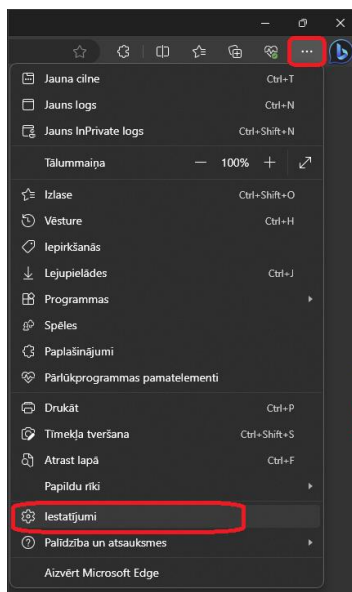 Jauna cilne Ctrl+T
Jauns logs Ctrl+N
Jauns InPrivate logs Ctrl+Shift+N
Tālummaiņa — 100% +
Izlase Ctrl+Shift+O
Vēsture Ctrl+H
Iepirkšanās
Lejupielādes Ctrl+J
Programmas
Spēles
Paplašinājumi
Pārlūkprogrammas pamatelementi
Drukāt Ctrl+P
Tīmekļa tveršana Ctrl+Shift+S
Atrast lapā Ctrl+F
Papildu rīki
Iestatījumi
Palīdzība un atsauksmes
Aizvērt Microsoft Edge